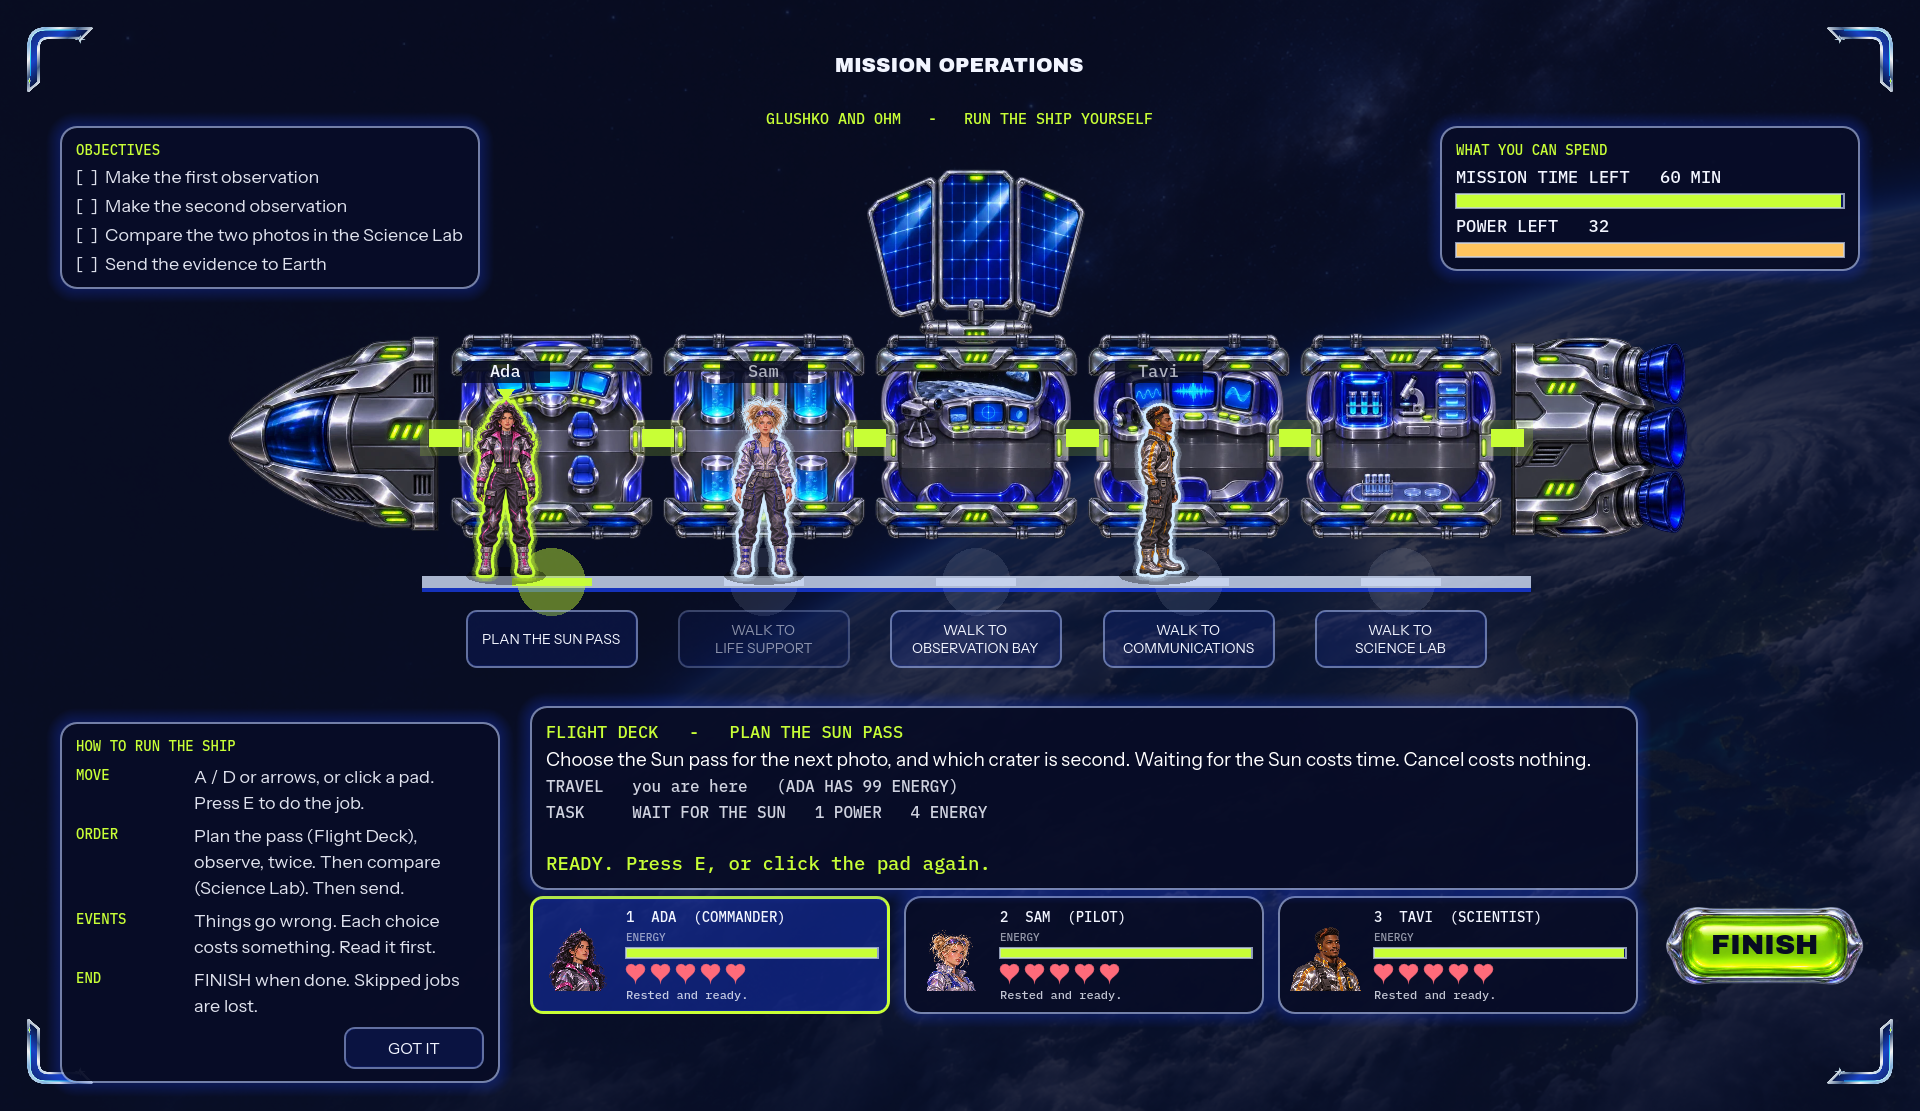 MISSION OPERATIONS
GLUSHKO AND OHM - RUN THE SHIP YOURSELF
OBJECTIVES
[ ] Make the first observation
[ ] Make the second observation
[ ] Compare the two photos in the Science Lab
[ ] Send the evidence to Earth
WHAT YOU CAN SPEND
MISSION TIME LEFT 60 MIN
POWER LEFT 32
Ada
Sam
Tavi
PLAN THE SUN PASS
WALK TO
LIFE SUPPORT
WALK TO
OBSERVATION BAY
WALK TO
COMMUNICATIONS
WALK TO
SCIENCE LAB
HOW TO RUN THE SHIP
MOVE A / D or arrows, or click a pad.
Press E to do the job.
ORDER Plan the pass (Flight Deck),
observe, twice. Then compare
(Science Lab). Then send.
EVENTS Things go wrong. Each choice
costs something. Read it first.
END FINISH when done. Skipped jobs
are lost.
GOT IT
FLIGHT DECK - PLAN THE SUN PASS
Choose the Sun pass for the next photo, and which crater is second. Waiting for the Sun costs time. Cancel costs nothing.
TRAVEL you are here (ADA HAS 99 ENERGY)
TASK WAIT FOR THE SUN 1 POWER 4 ENERGY
READY. Press E, or click the pad again.
1 ADA (COMMANDER)
ENERGY
Rested and ready.
2 SAM (PILOT)
ENERGY
Rested and ready.
3 TAVI (SCIENTIST)
ENERGY
Rested and ready.
FINISH